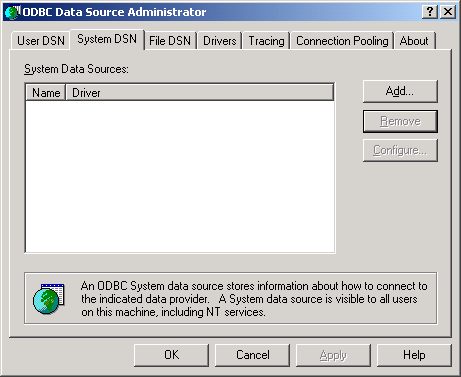 ODBC Data Source Administrator
User DSN System DSN File DSN Drivers Tracing Connection Pooling About
System Data Sources:
Name Driver
Add...
Remove
Configure...
An ODBC System data source stores information about how to connect to
the indicated data provider. A System data source is visible to all users
on this machine, including NT services.
OK Cancel Apply Help